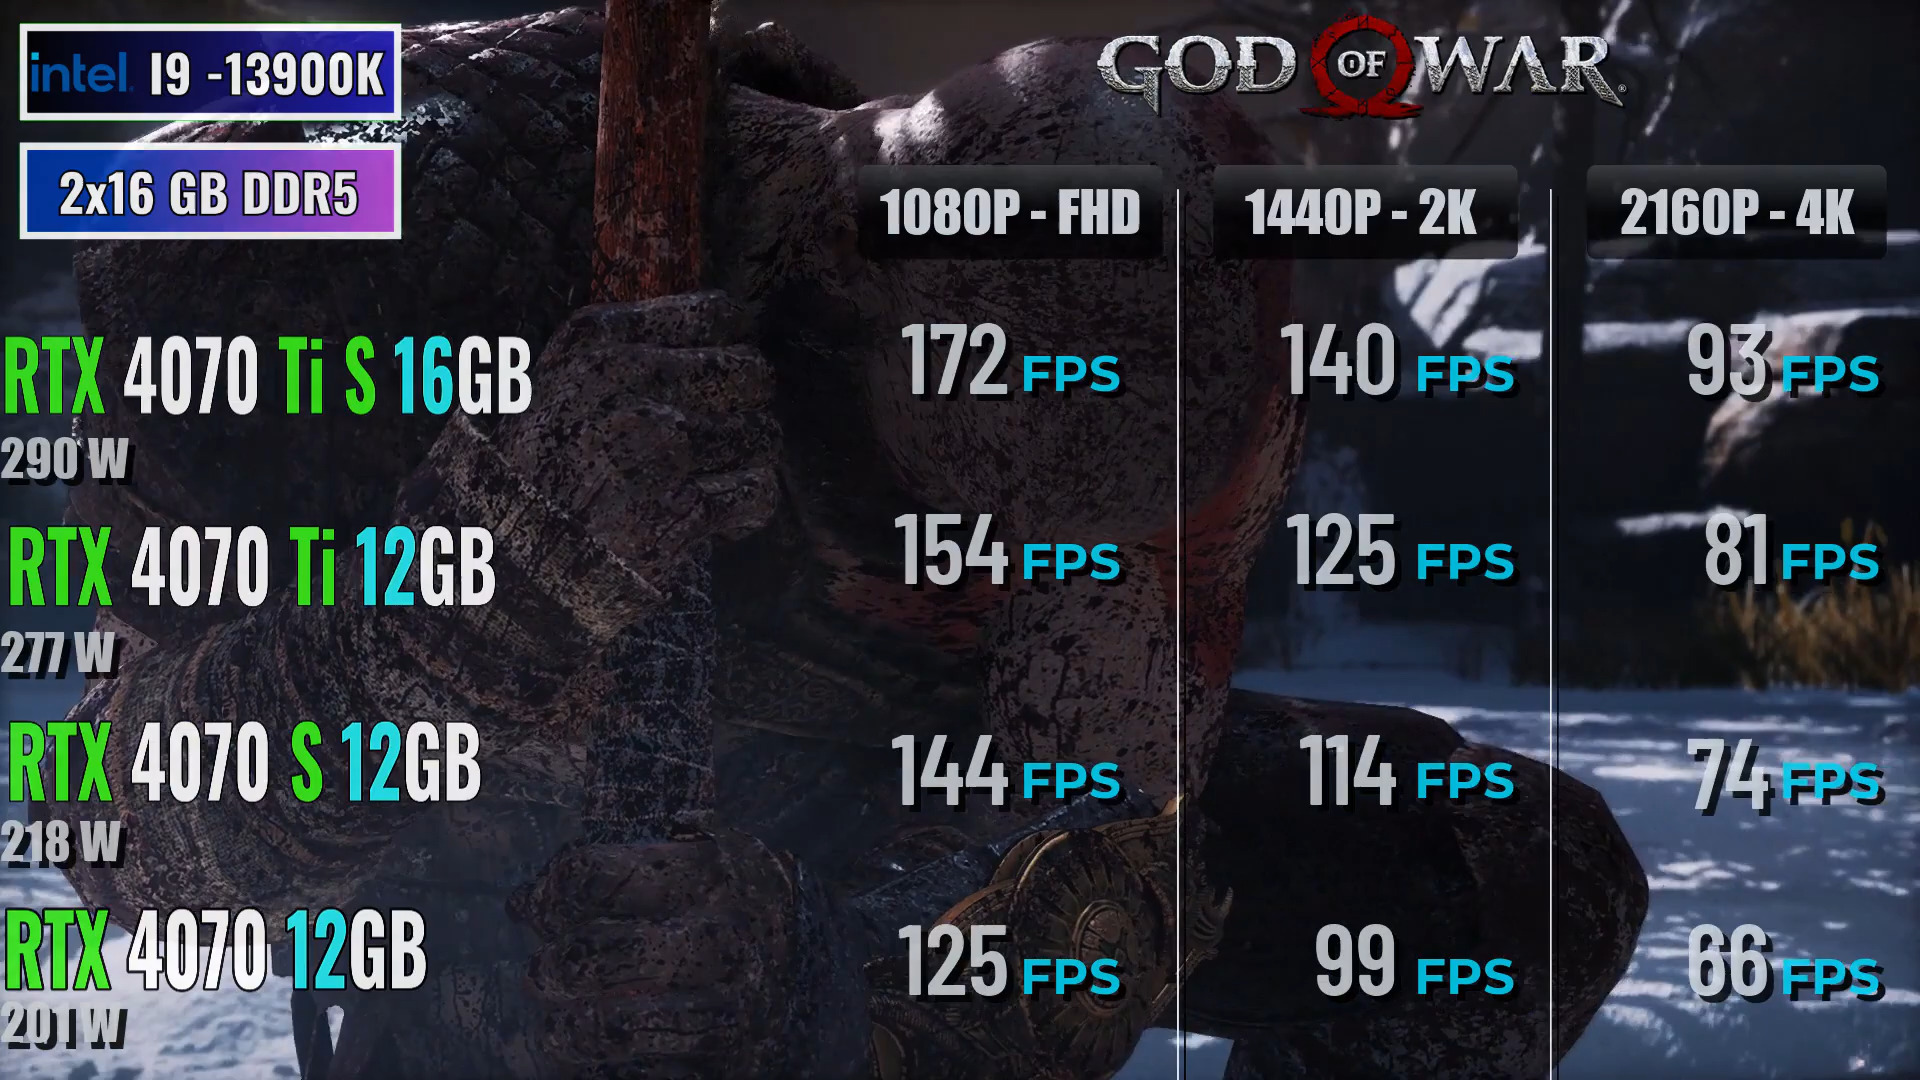 intel. I9 -13900K
GOD OF WAR
2x16 GB DDR5
1080P - FHD 1440P - 2K 2160P - 4K
RTX 4070 Ti S 16GB 172 FPS 140 FPS 93 FPS
290 W
RTX 4070 Ti 12GB 154 FPS 125 FPS 81 FPS
277 W
RTX 4070 S 12GB 144 FPS 114 FPS 74 FPS
218 W
RTX 4070 12GB 125 FPS 99 FPS 66 FPS
201 W